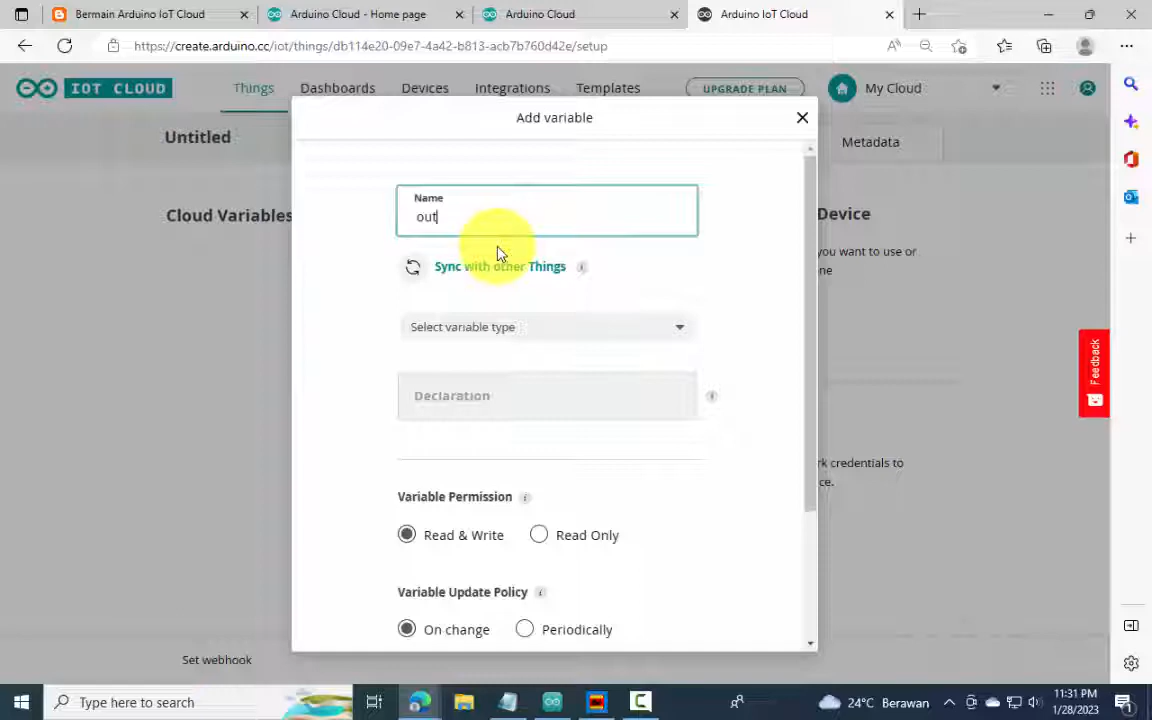 Bermain Arduino IoT Cloud
Arduino Cloud - Home page
Arduino Cloud
Arduino IoT Cloud
https://create.arduino.cc/iot/things/db114e20-09e7-4a42-b813-acb7b760d42e/setup
IOT CLOUD
Things
Dashboards
Devices
Integrations
Templates
UPGRADE PLAN
My Cloud
Add variable
Untitled
Metadata
Cloud Variables
Device
Name
out
you want to use or
one
Sync with other Things
Select variable type
Feedback
Declaration
rk credentials to
ce.
Variable Permission
Read & Write
Read Only
Variable Update Policy
On change
Periodically
Set webhook
Type here to search
24°C Berawan
11:31 PM
1/28/2023
1